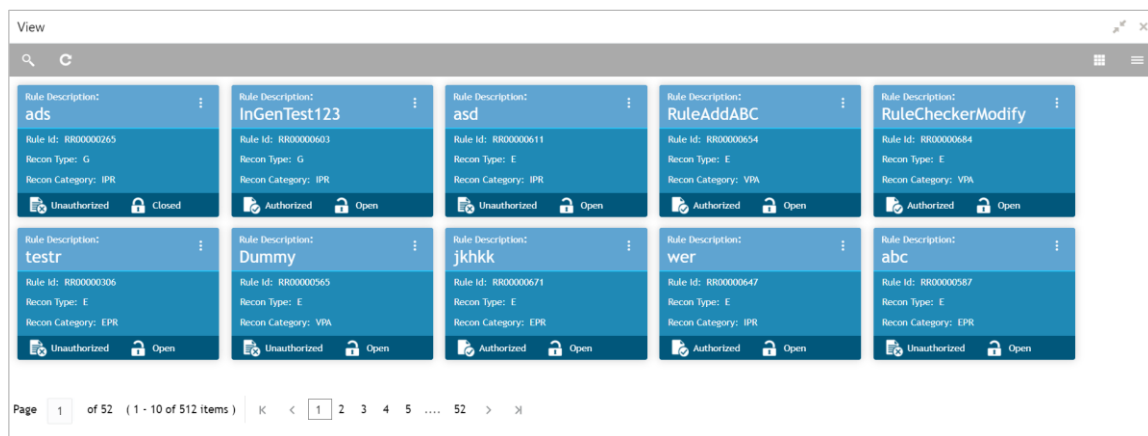 View
Rule Description:
ads
Rule Id: RR00000265
Recon Type: G
Recon Category: IPR
Unauthorized Closed
Rule Description:
InGenTest123
Rule Id: RR00000603
Recon Type: G
Recon Category: IPR
Authorized Open
Rule Description:
asd
Rule Id: RR00000611
Recon Type: E
Recon Category: IPR
Unauthorized Open
Rule Description:
RuleAddABC
Rule Id: RR00000654
Recon Type: E
Recon Category: VPA
Authorized Open
Rule Description:
RuleCheckerModify
Rule Id: RR00000684
Recon Type: E
Recon Category: VPA
Authorized Open
Rule Description:
testr
Rule Id: RR00000306
Recon Type: E
Recon Category: EPR
Unauthorized Open
Rule Description:
Dummy
Rule Id: RR00000565
Recon Type: E
Recon Category: VPA
Unauthorized Open
Rule Description:
jkhkk
Rule Id: RR00000671
Recon Type: E
Recon Category: EPR
Authorized Open
Rule Description:
wer
Rule Id: RR00000647
Recon Type: E
Recon Category: IPR
Authorized Open
Rule Description:
abc
Rule Id: RR00000587
Recon Type: E
Recon Category: EPR
Unauthorized Open
Page 1 of 52 ( 1 - 10 of 512 items ) 1 2 3 4 5 .... 52